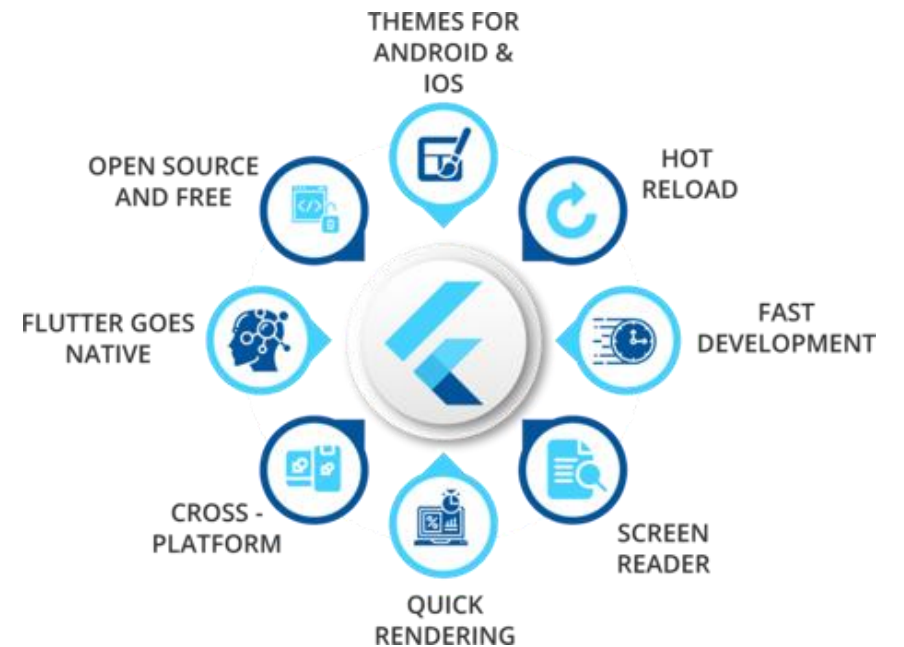 THEMES FOR
ANDROID &
IOS
HOT
RELOAD
FAST
DEVELOPMENT
SCREEN
READER
QUICK
RENDERING
CROSS -
PLATFORM
FLUTTER GOES
NATIVE
OPEN SOURCE
AND FREE